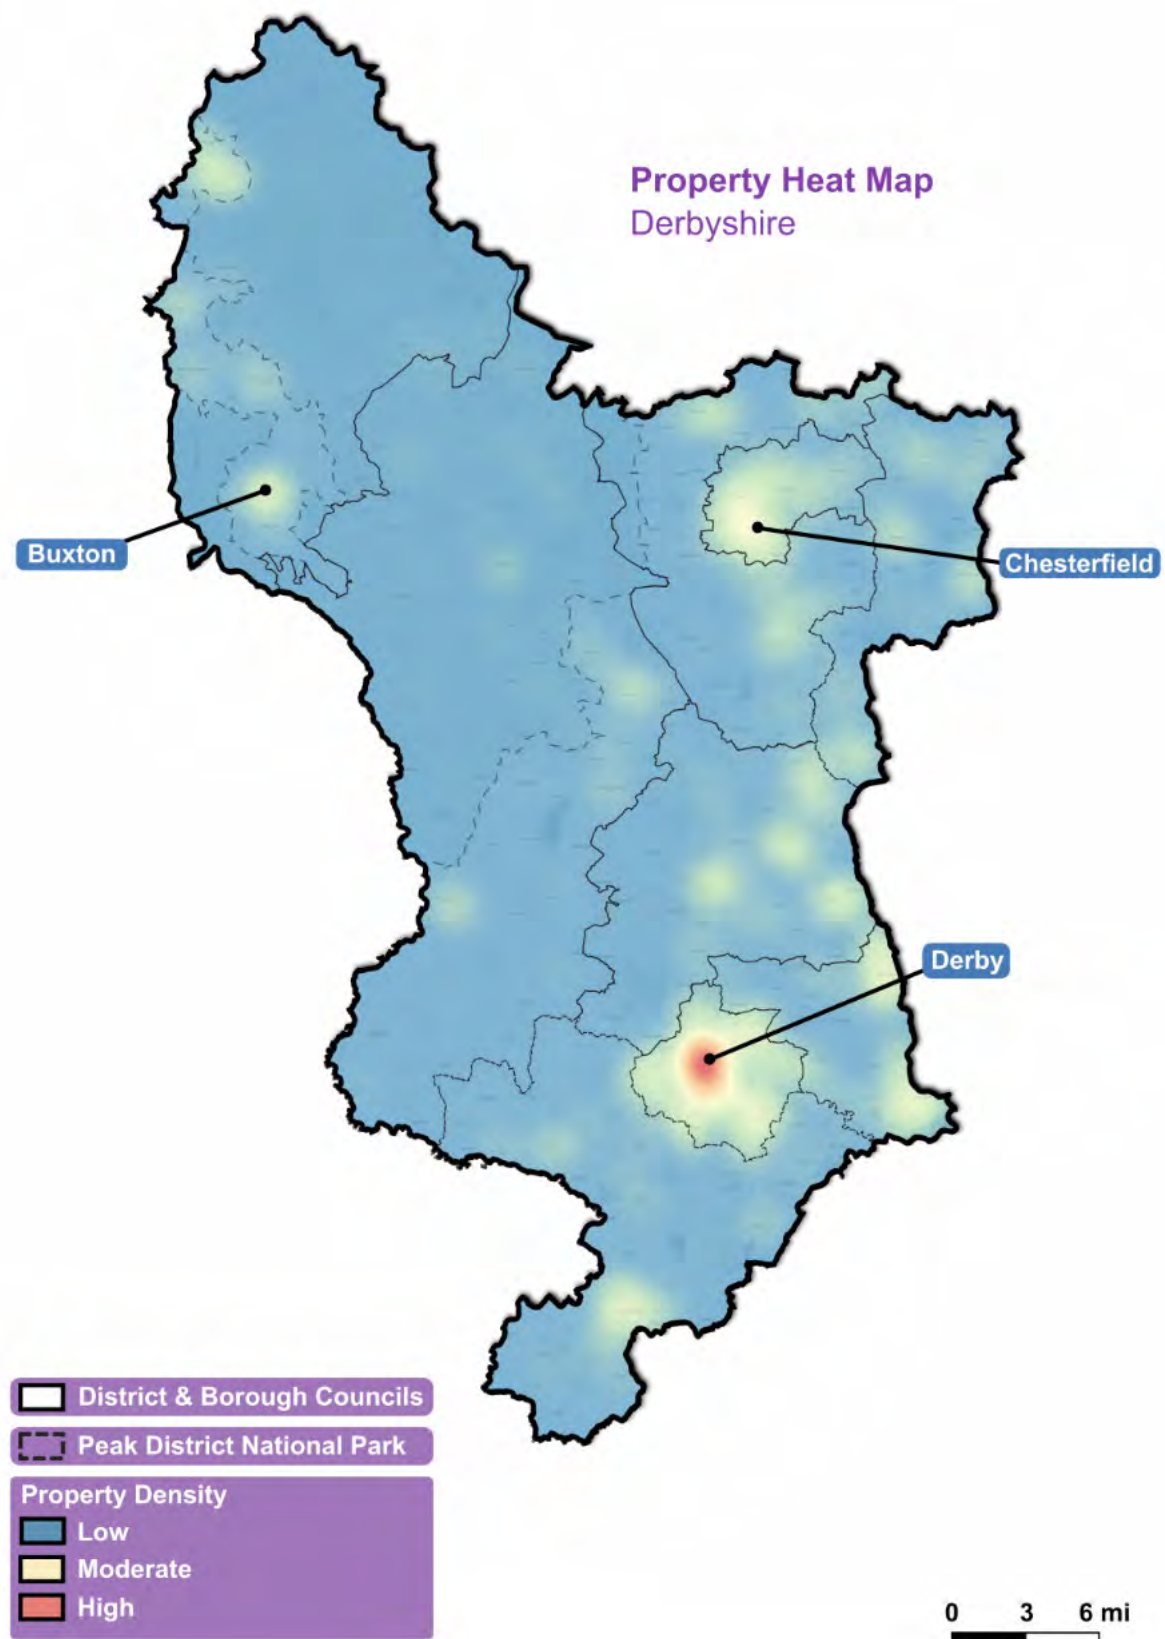 Property Heat Map
Derbyshire
Buxton
Chesterfield
Derby
District & Borough Councils
Peak District National Park
Property Density
Low
Moderate
High
0 3 6 mi